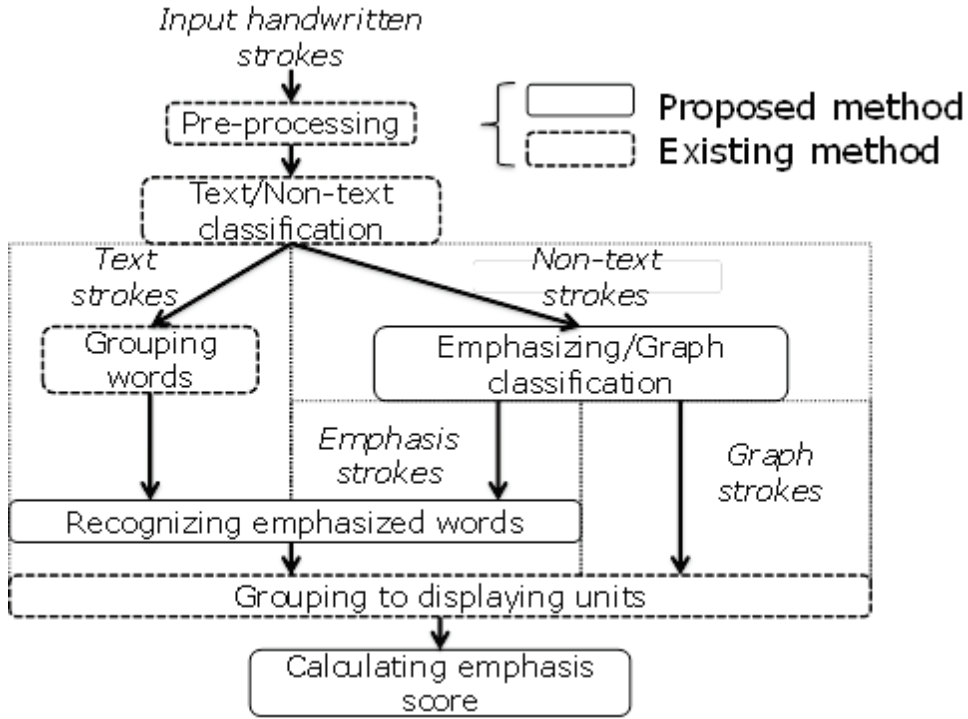 Input handwritten
strokes
Pre-processing
Proposed method
Existing method
Text/Non-text
classification
Text
strokes
Non-text
strokes
Grouping
words
Emphasizing/Graph
classification
Emphasis
strokes
Graph
strokes
Recognizing emphasized words
Grouping to displaying units
Calculating emphasis
score